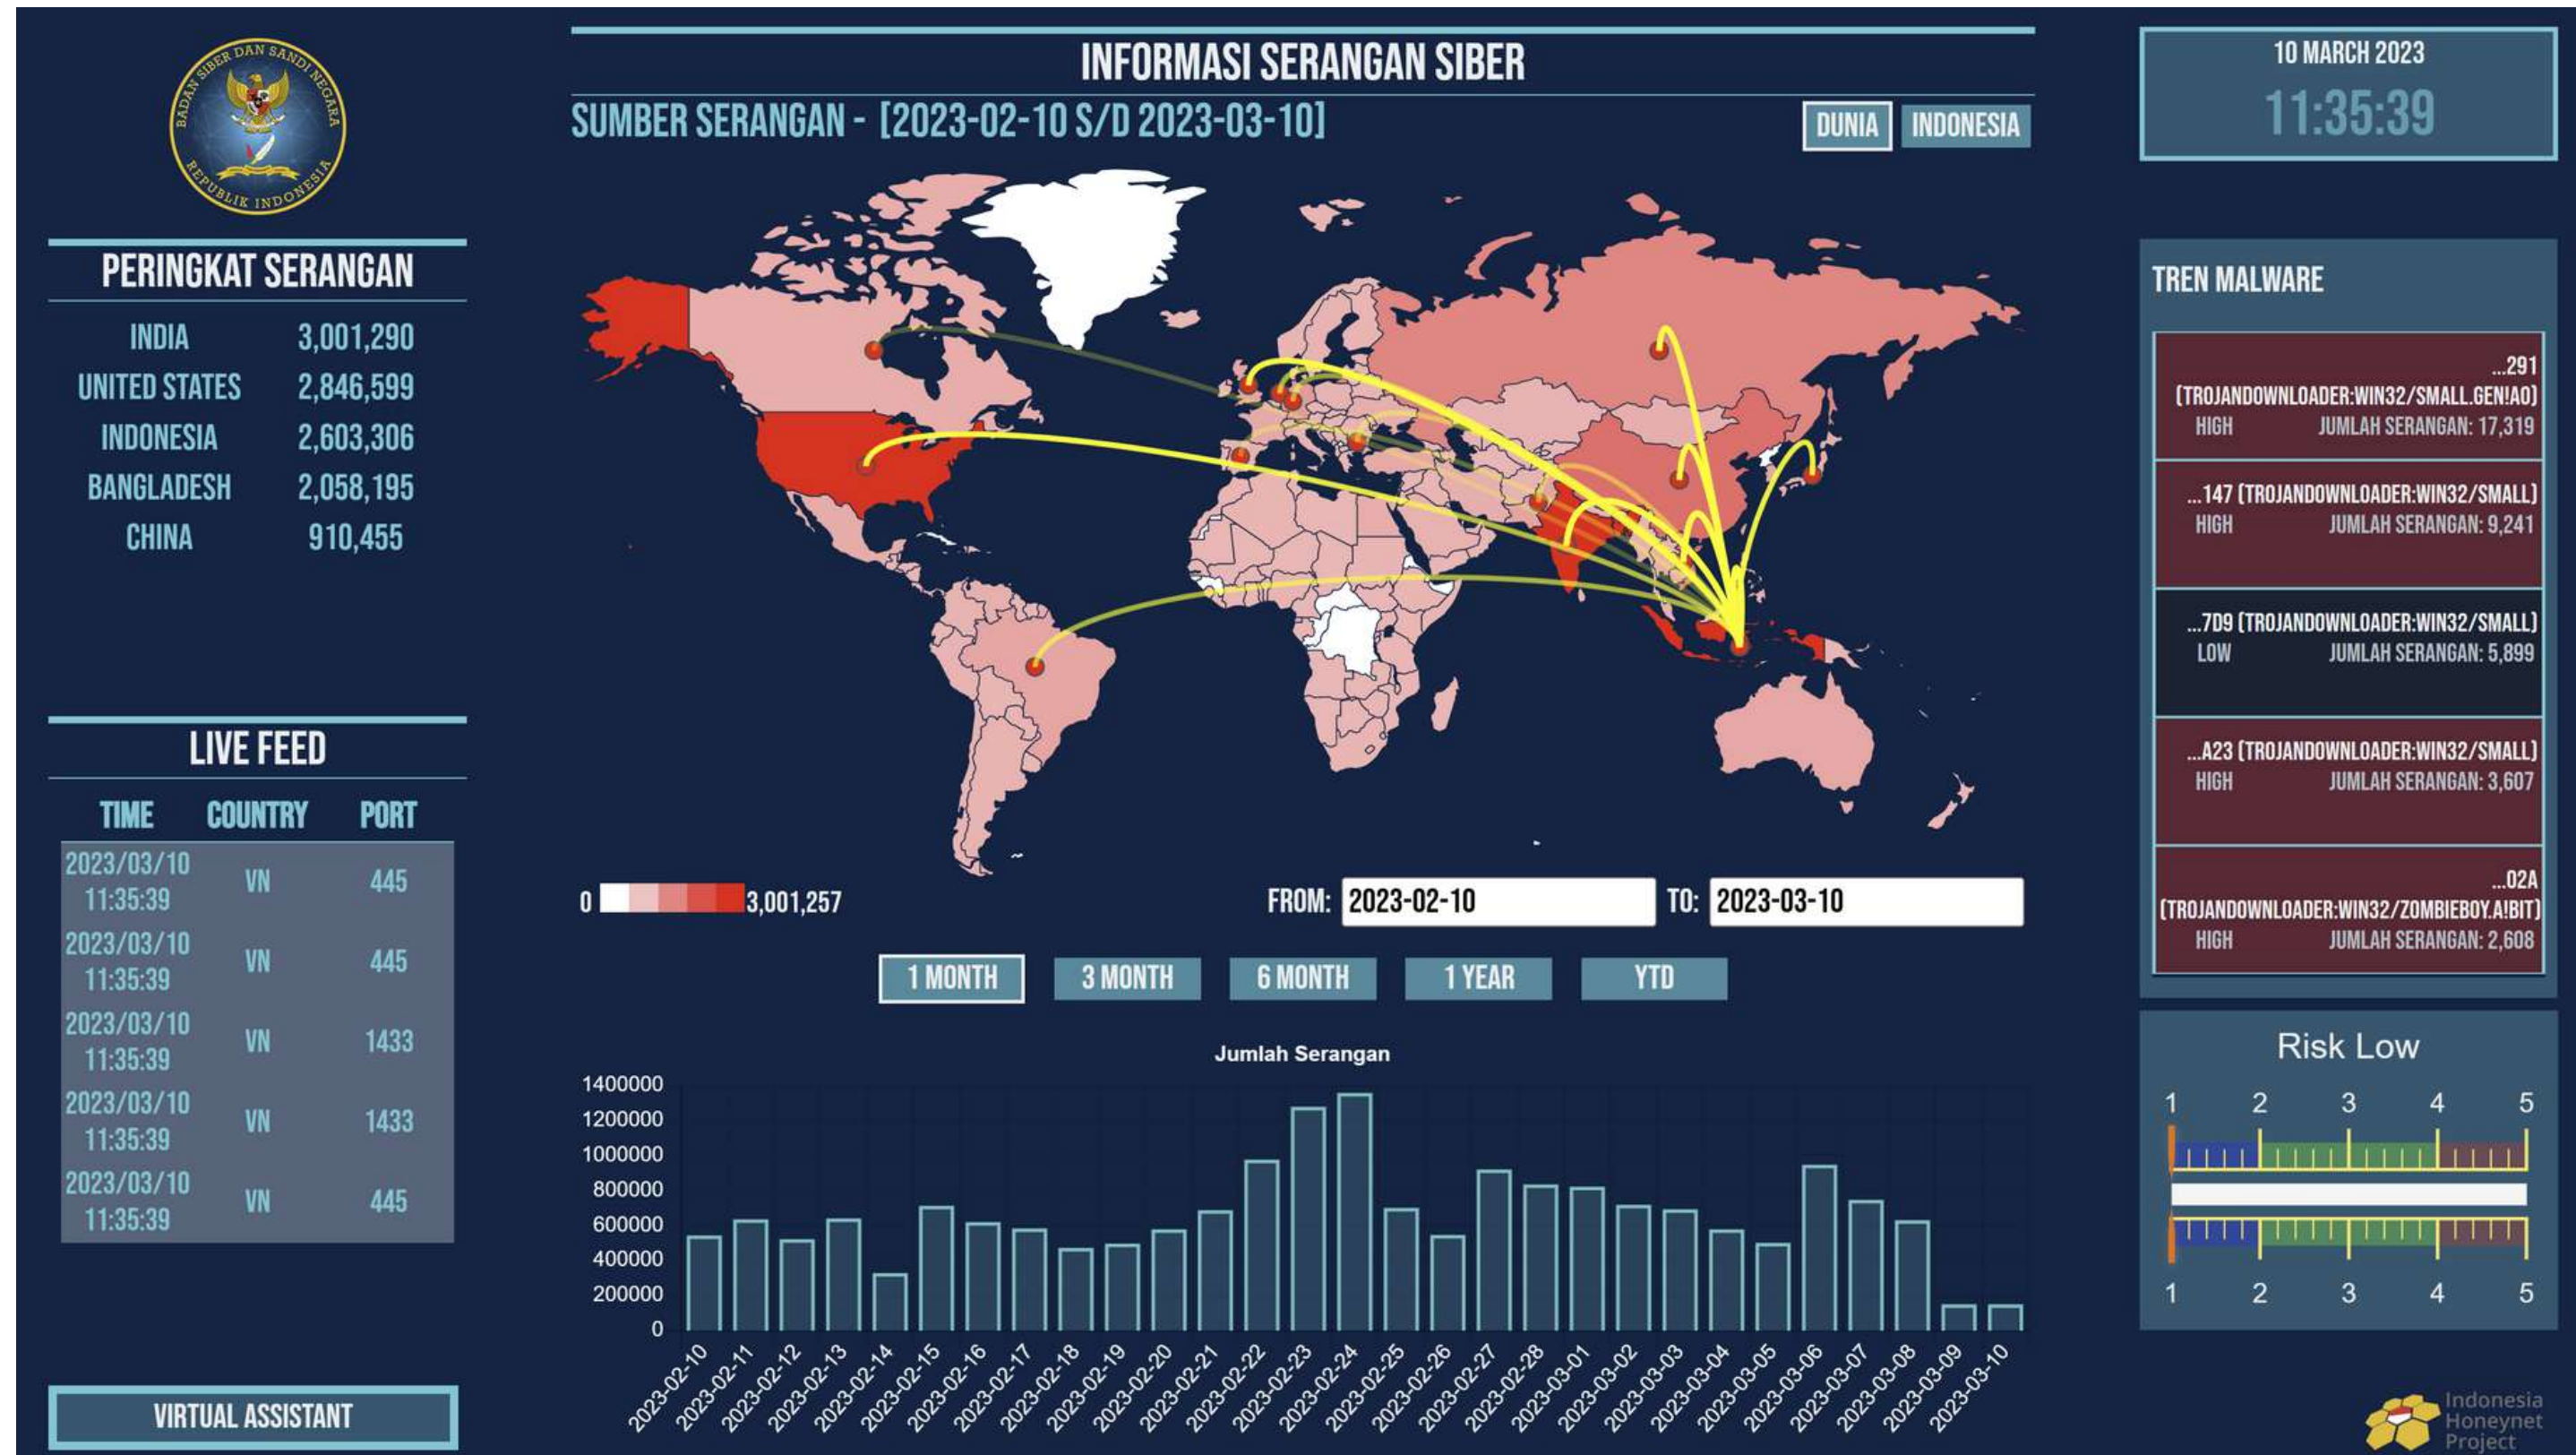 BADAN SIBER DAN SANDI NEGARA
REPUBLIK INDONESIA
PERINGKAT SERANGAN
INDIA 3,001,290
UNITED STATES 2,846,599
INDONESIA 2,603,306
BANGLADESH 2,058,195
CHINA 910,455
LIVE FEED
TIME COUNTRY PORT
2023/03/10
11:35:39 VN 445
2023/03/10
11:35:39 VN 445
2023/03/10
11:35:39 VN 1433
2023/03/10
11:35:39 VN 1433
2023/03/10
11:35:39 VN 445
VIRTUAL ASSISTANT
INFORMASI SERANGAN SIBER
SUMBER SERANGAN - [2023-02-10 S/D 2023-03-10]
DUNIA INDONESIA
0 3,001,257
FROM: 2023-02-10 TO: 2023-03-10
1 MONTH 3 MONTH 6 MONTH 1 YEAR YTD
Jumlah Serangan
1400000
1200000
1000000
800000
600000
400000
200000
0
2023-02-10
2023-02-11
2023-02-12
2023-02-13
2023-02-14
2023-02-15
2023-02-16
2023-02-17
2023-02-18
2023-02-19
2023-02-20
2023-02-21
2023-02-22
2023-02-23
2023-02-24
2023-02-25
2023-02-26
2023-02-27
2023-02-28
2023-03-01
2023-03-02
2023-03-03
2023-03-04
2023-03-05
2023-03-06
2023-03-07
2023-03-08
2023-03-09
2023-03-10
10 MARCH 2023
11:35:39
TREN MALWARE
...291
(TROJANDOWNLOADER:WIN32/SMALL.GEN!AO)
HIGH JUMLAH SERANGAN: 17,319
...147 (TROJANDOWNLOADER:WIN32/SMALL)
HIGH JUMLAH SERANGAN: 9,241
...7D9 (TROJANDOWNLOADER:WIN32/SMALL)
LOW JUMLAH SERANGAN: 5,899
...A23 (TROJANDOWNLOADER:WIN32/SMALL)
HIGH JUMLAH SERANGAN: 3,607
...02A
(TROJANDOWNLOADER:WIN32/ZOMBIEBOY.A!BIT)
HIGH JUMLAH SERANGAN: 2,608
Risk Low
1 2 3 4 5
1 2 3 4 5
Indonesia
Honeynet
Project